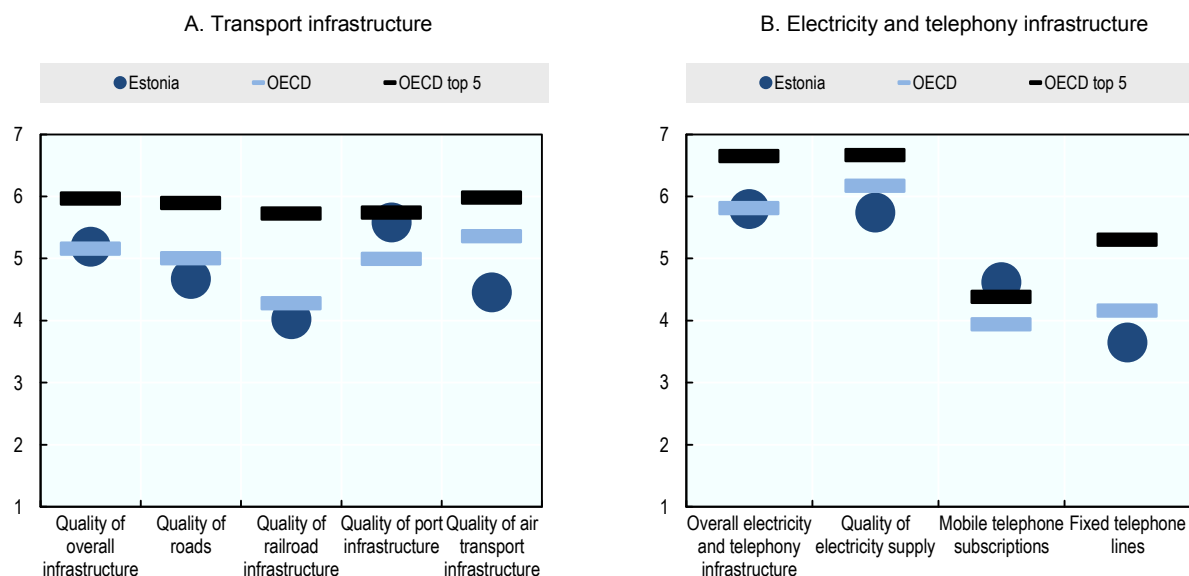 A. Transport infrastructure
Estonia
OECD
OECD top 5
7
6
5
4
3
2
1
Quality of
overall
infrastructure
Quality of
roads
Quality of
railroad
infrastructure
Quality of port
infrastructure
Quality of air
transport
infrastructure
B. Electricity and telephony infrastructure
Estonia
OECD
OECD top 5
7
6
5
4
3
2
1
Overall electricity
and telephony
infrastructure
Quality of
electricity supply
Mobile telephone
subscriptions
Fixed telephone
lines